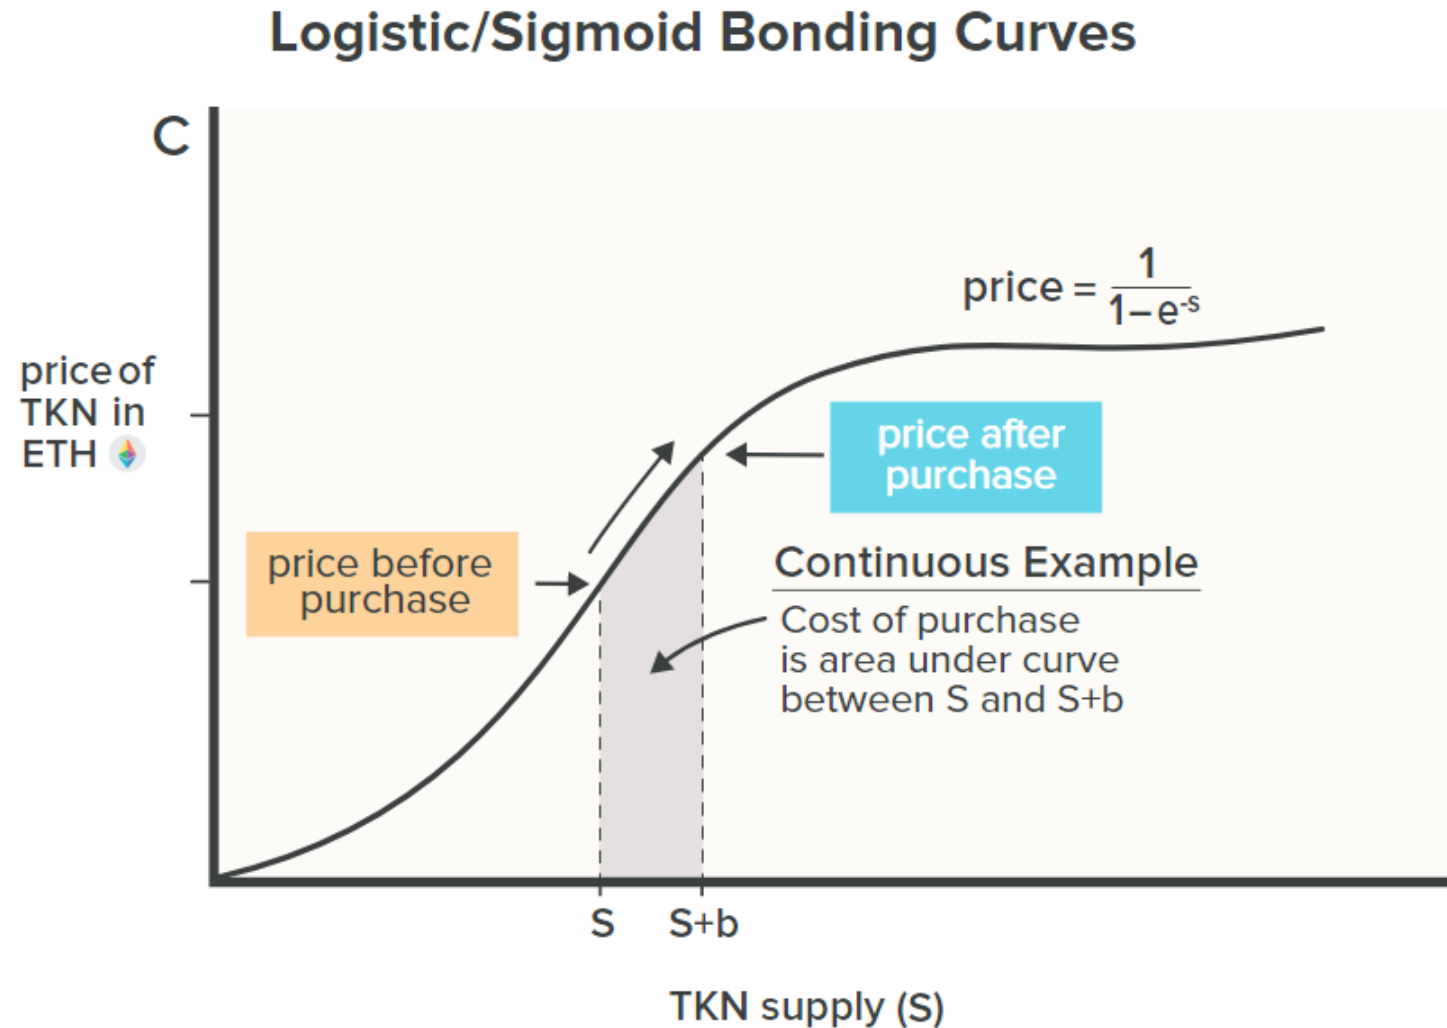 Logistic/Sigmoid Bonding Curves
C
price = 1
1–e⁻ˢ
price of
TKN in
ETH
price after
purchase
price before
purchase
Continuous Example
Cost of purchase
is area under curve
between S and S+b
S S+b
TKN supply (S)